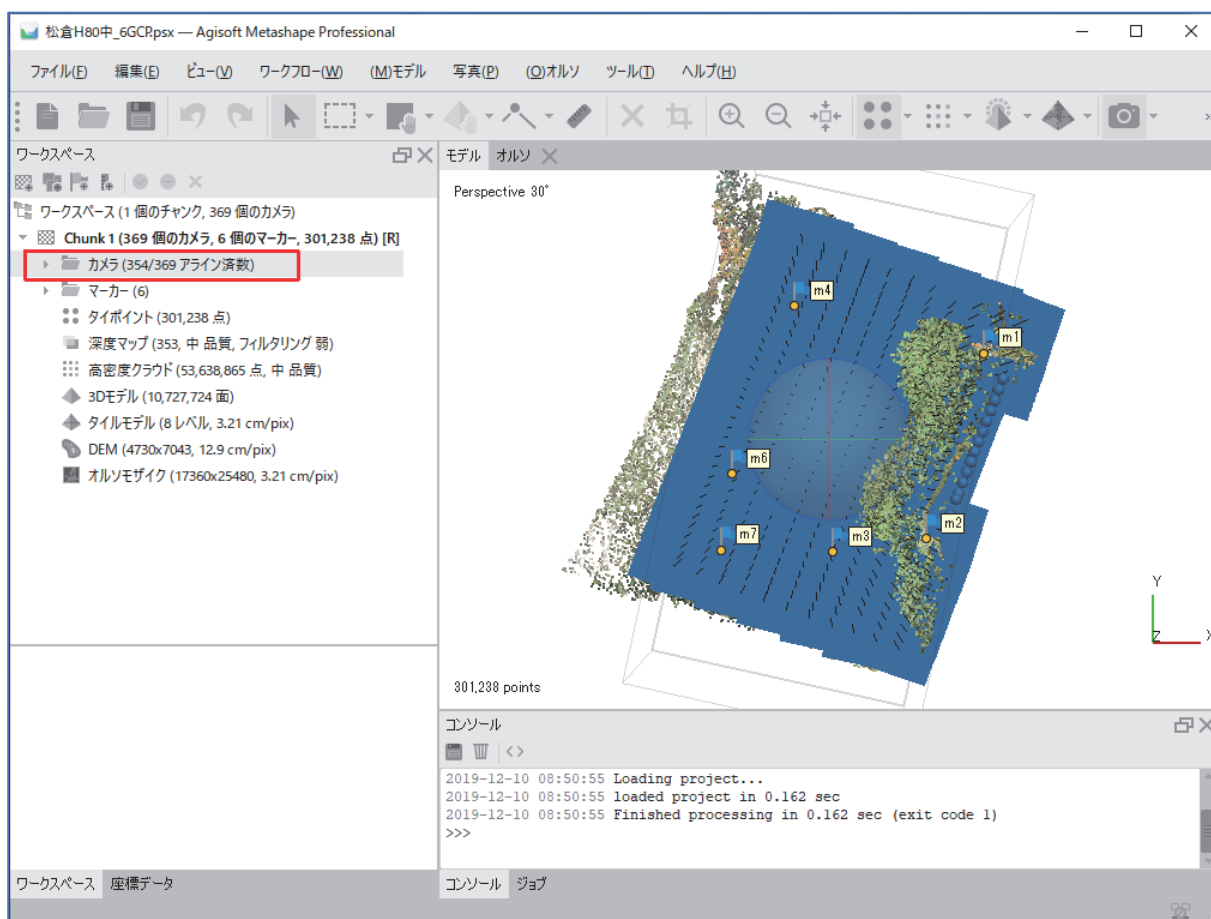 松倉H80中_6GCP.psx — Agisoft Metashape Professional
ファイル(F) 編集(E) ビュー(V) ワークフロー(W) (M)モデル 写真(P) (O)オルソ ツール(T) ヘルプ(H)
ワークスペース
ワークスペース (1 個のチャンク, 369 個のカメラ)
Chunk 1 (369 個のカメラ, 6 個のマーカー, 301,238 点) [R]
カメラ (354/369 アライン済数)
マーカー (6)
タイポイント (301,238 点)
深度マップ (353, 中 品質, フィルタリング 弱)
高密度クラウド (53,638,865 点, 中 品質)
3Dモデル (10,727,724 面)
タイルモデル (8 レベル, 3.21 cm/pix)
DEM (4730x7043, 12.9 cm/pix)
オルソモザイク (17360x25480, 3.21 cm/pix)
ワークスペース 座標データ
モデル オルソ
Perspective 30°
m4
m1
m6
m2
m7
m3
Y
Z
X
301,238 points
コンソール
2019-12-10 08:50:55 Loading project...
2019-12-10 08:50:55 loaded project in 0.162 sec
2019-12-10 08:50:55 Finished processing in 0.162 sec (exit code 1)
>>>
コンソール ジョブ